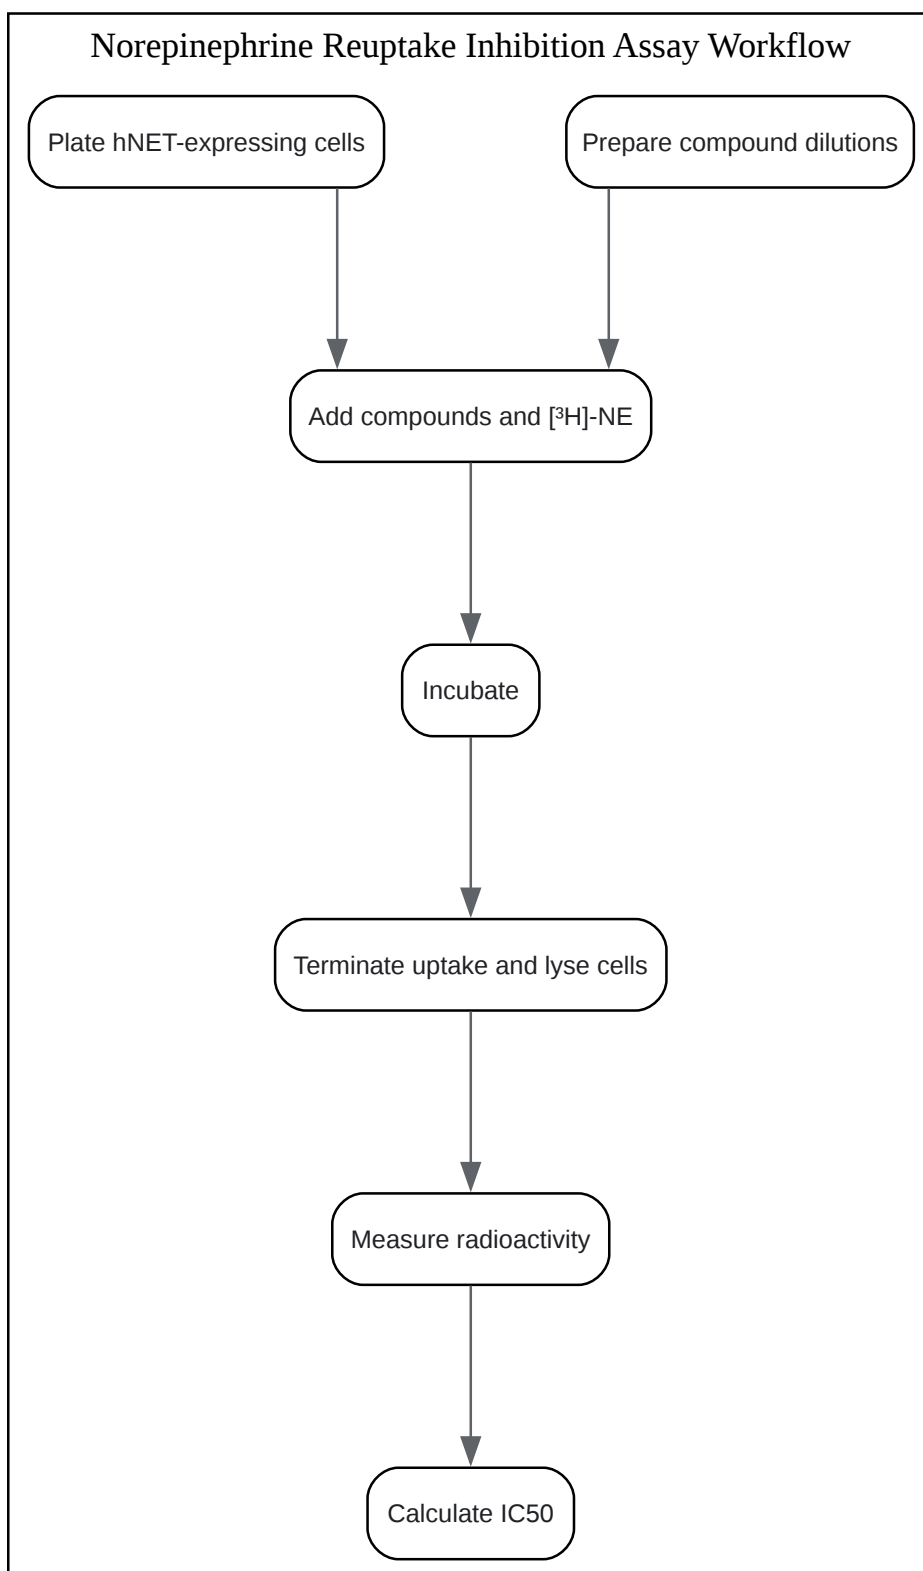 Norepinephrine Reuptake Inhibition Assay Workflow
Plate hNET-expressing cells
Prepare compound dilutions
Add compounds and [³H]-NE
Incubate
Terminate uptake and lyse cells
Measure radioactivity
Calculate IC50